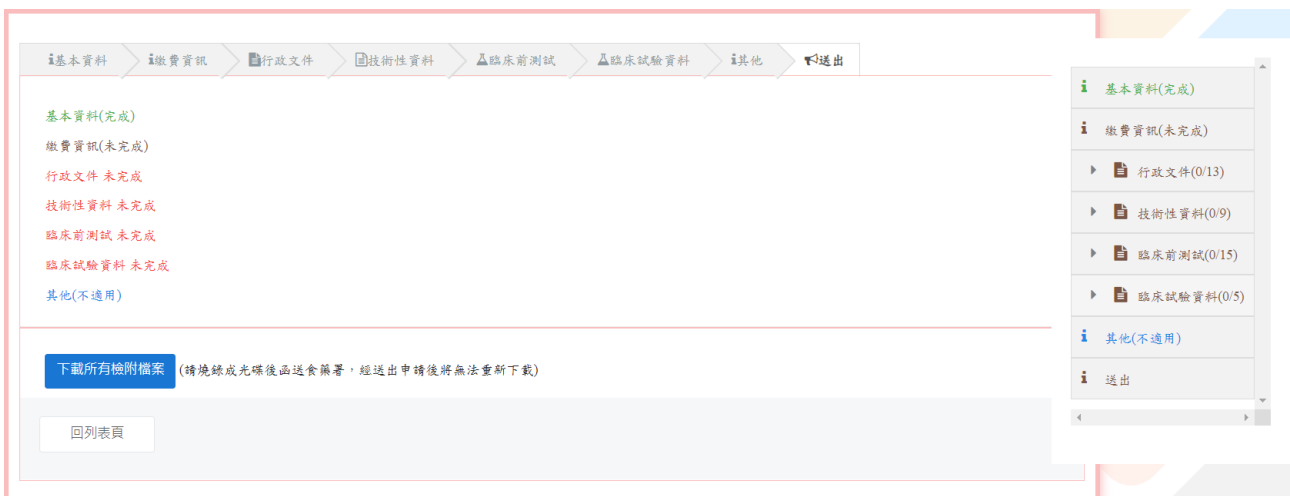 基本資料 繳費資訊 行政文件 技術性資料 臨床前測試 臨床試驗資料 其他 送出
基本資料(完成)
繳費資訊(未完成)
行政文件 未完成
技術性資料 未完成
臨床前測試 未完成
臨床試驗資料 未完成
其他(不適用)
下載所有檢附檔案 (請燒錄成光碟後函送食藥署，經送出申請後將無法重新下載)
回列表頁
基本資料(完成)
繳費資訊(未完成)
行政文件(0/13)
技術性資料(0/9)
臨床前測試(0/15)
臨床試驗資料(0/5)
其他(不適用)
送出